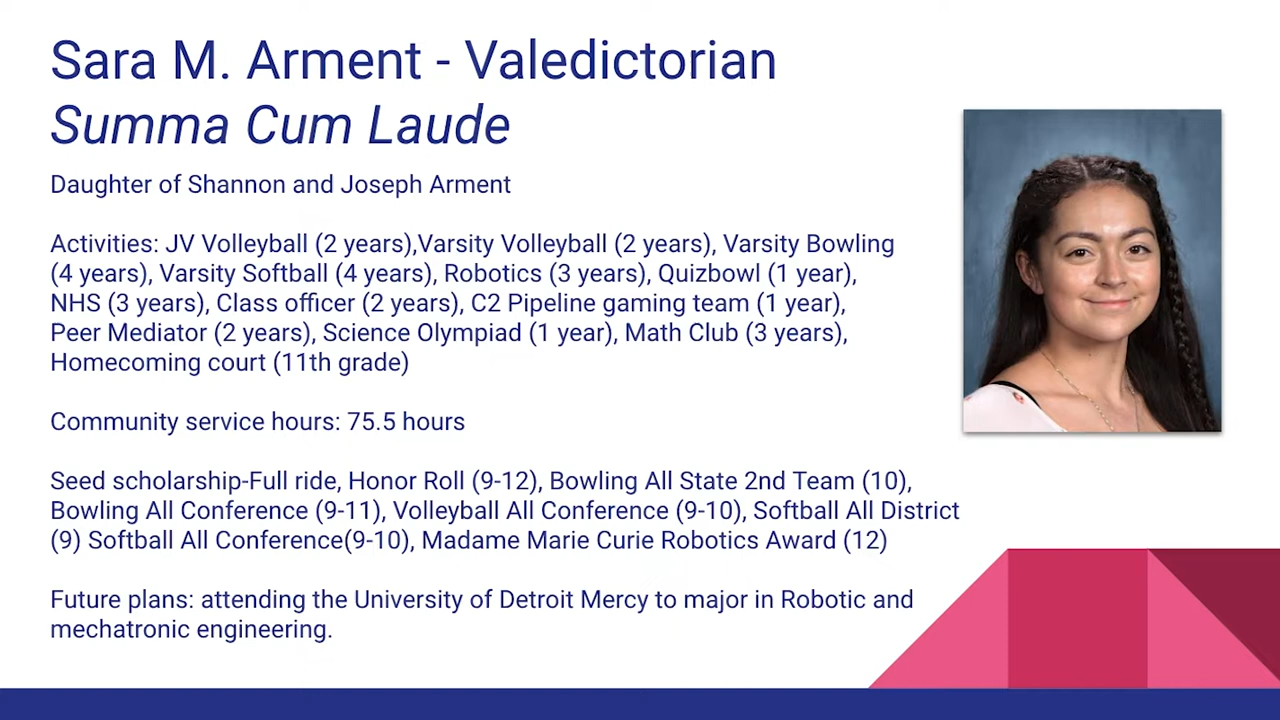 Sara M. Arment - Valedictorian
Summa Cum Laude
Daughter of Shannon and Joseph Arment
Activities: JV Volleyball (2 years),Varsity Volleyball (2 years), Varsity Bowling
(4 years), Varsity Softball (4 years), Robotics (3 years), Quizbowl (1 year),
NHS (3 years), Class officer (2 years), C2 Pipeline gaming team (1 year),
Peer Mediator (2 years), Science Olympiad (1 year), Math Club (3 years),
Homecoming court (11th grade)
Community service hours: 75.5 hours
Seed scholarship-Full ride, Honor Roll (9-12), Bowling All State 2nd Team (10),
Bowling All Conference (9-11), Volleyball All Conference (9-10), Softball All District
(9) Softball All Conference(9-10), Madame Marie Curie Robotics Award (12)
Future plans: attending the University of Detroit Mercy to major in Robotic and
mechatronic engineering.